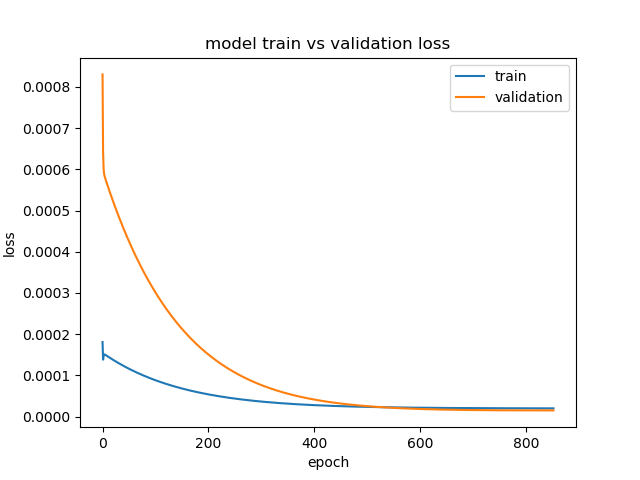 model train vs validation loss
train
validation
0.0008
0.0007
0.0006
0.0005
0.0004
0.0003
0.0002
0.0001
0.0000
loss
0 200 400 600 800
epoch